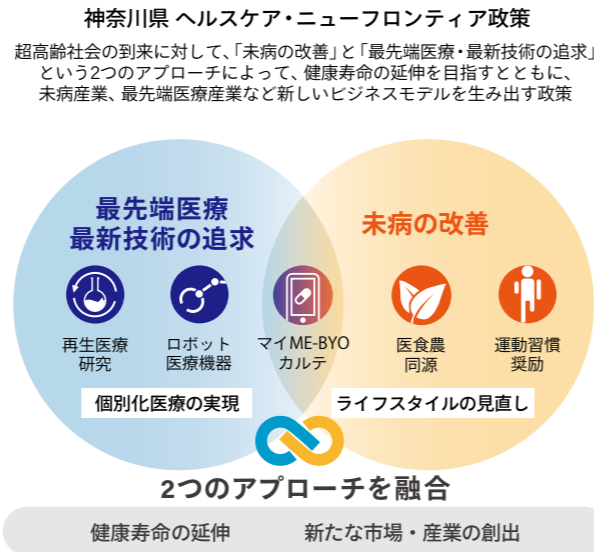 神奈川県 ヘルスケア・ニューフロンティア政策
超高齢社会の到来に対して、「未病の改善」と「最先端医療・最新技術の追求」
という2つのアプローチによって、健康寿命の延伸を目指すとともに、
未病産業、最先端医療産業など新しいビジネスモデルを生み出す政策
最先端医療
最新技術の追求
未病の改善
再生医療
研究
ロボット
医療機器
マイME-BYO
カルテ
医食農
同源
運動習慣
奨励
個別化医療の実現
ライフスタイルの見直し
2つのアプローチを融合
健康寿命の延伸
新たな市場・産業の創出